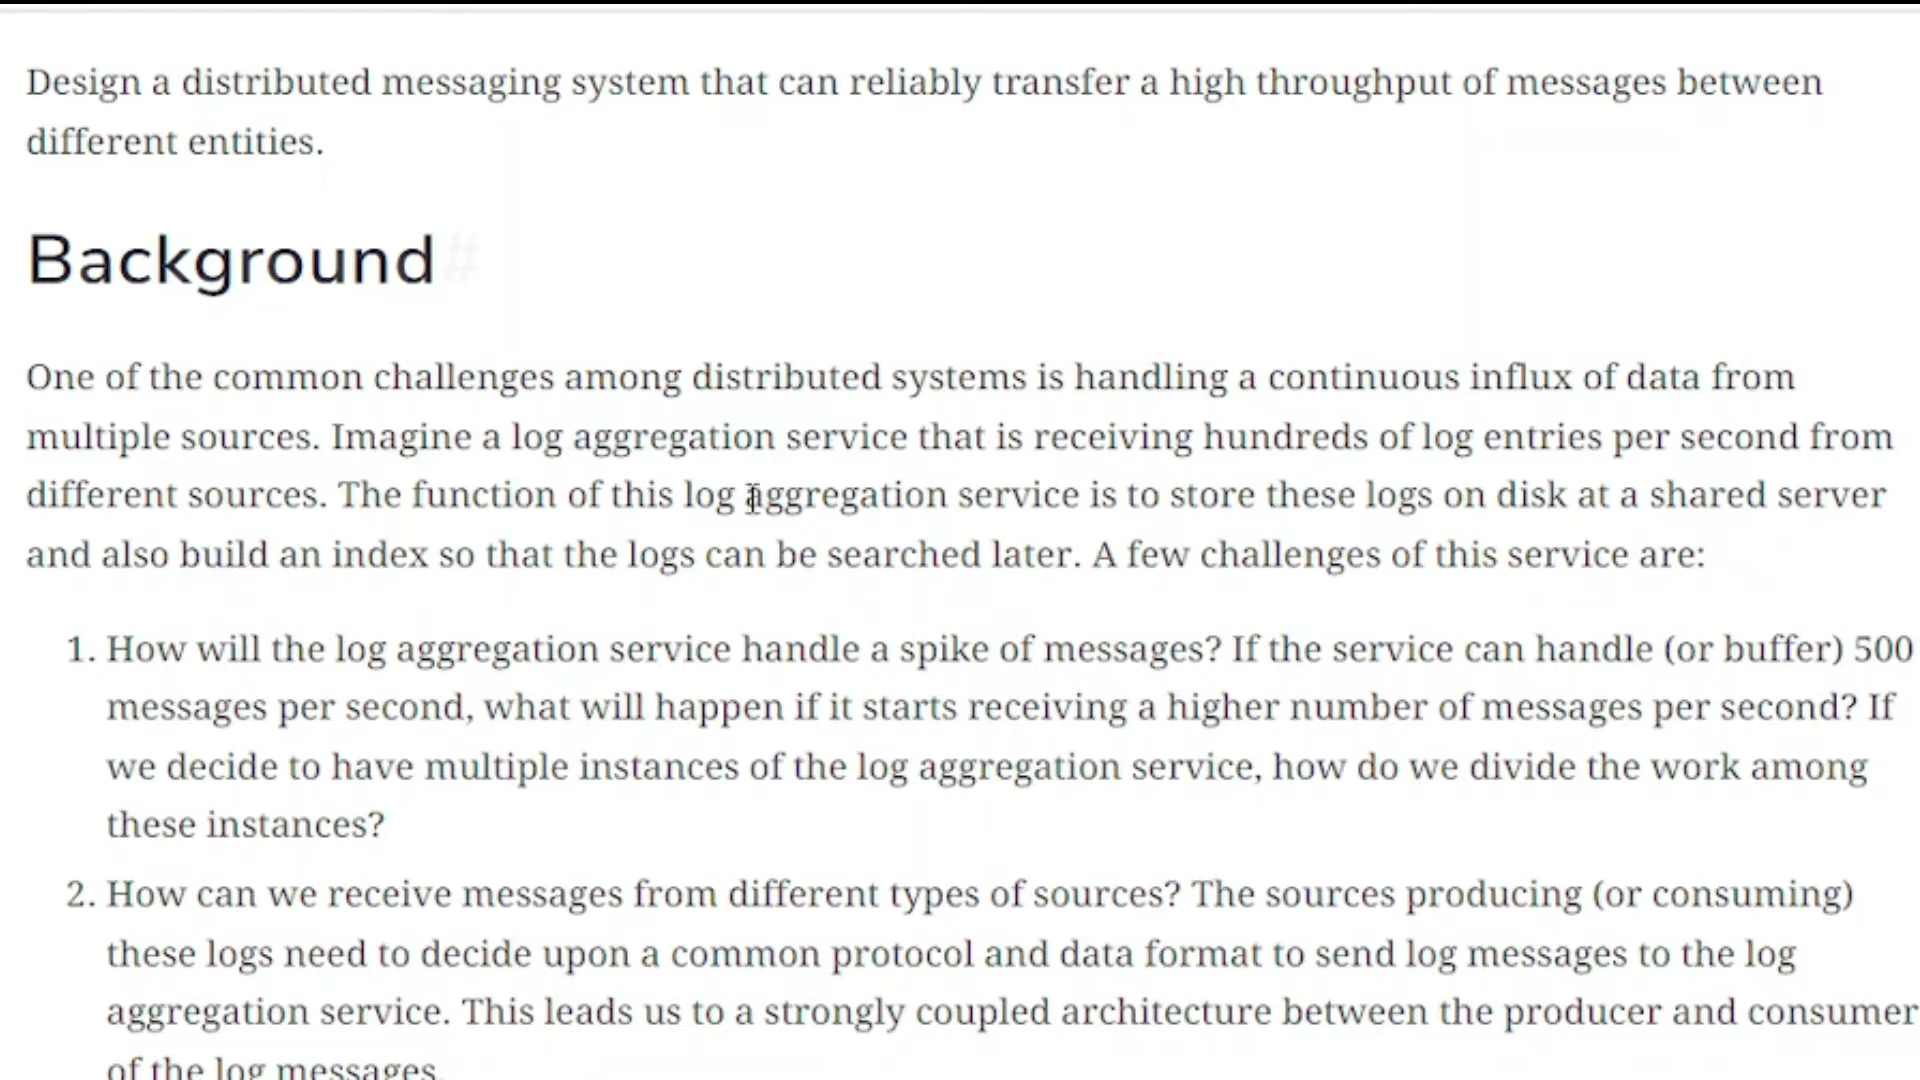 Design a distributed messaging system that can reliably transfer a high throughput of messages between
different entities.
Background #
One of the common challenges among distributed systems is handling a continuous influx of data from
multiple sources. Imagine a log aggregation service that is receiving hundreds of log entries per second from
different sources. The function of this log aggregation service is to store these logs on disk at a shared server
and also build an index so that the logs can be searched later. A few challenges of this service are:
1. How will the log aggregation service handle a spike of messages? If the service can handle (or buffer) 500
messages per second, what will happen if it starts receiving a higher number of messages per second? If
we decide to have multiple instances of the log aggregation service, how do we divide the work among
these instances?
2. How can we receive messages from different types of sources? The sources producing (or consuming)
these logs need to decide upon a common protocol and data format to send log messages to the log
aggregation service. This leads us to a strongly coupled architecture between the producer and consumer
of the log messages.